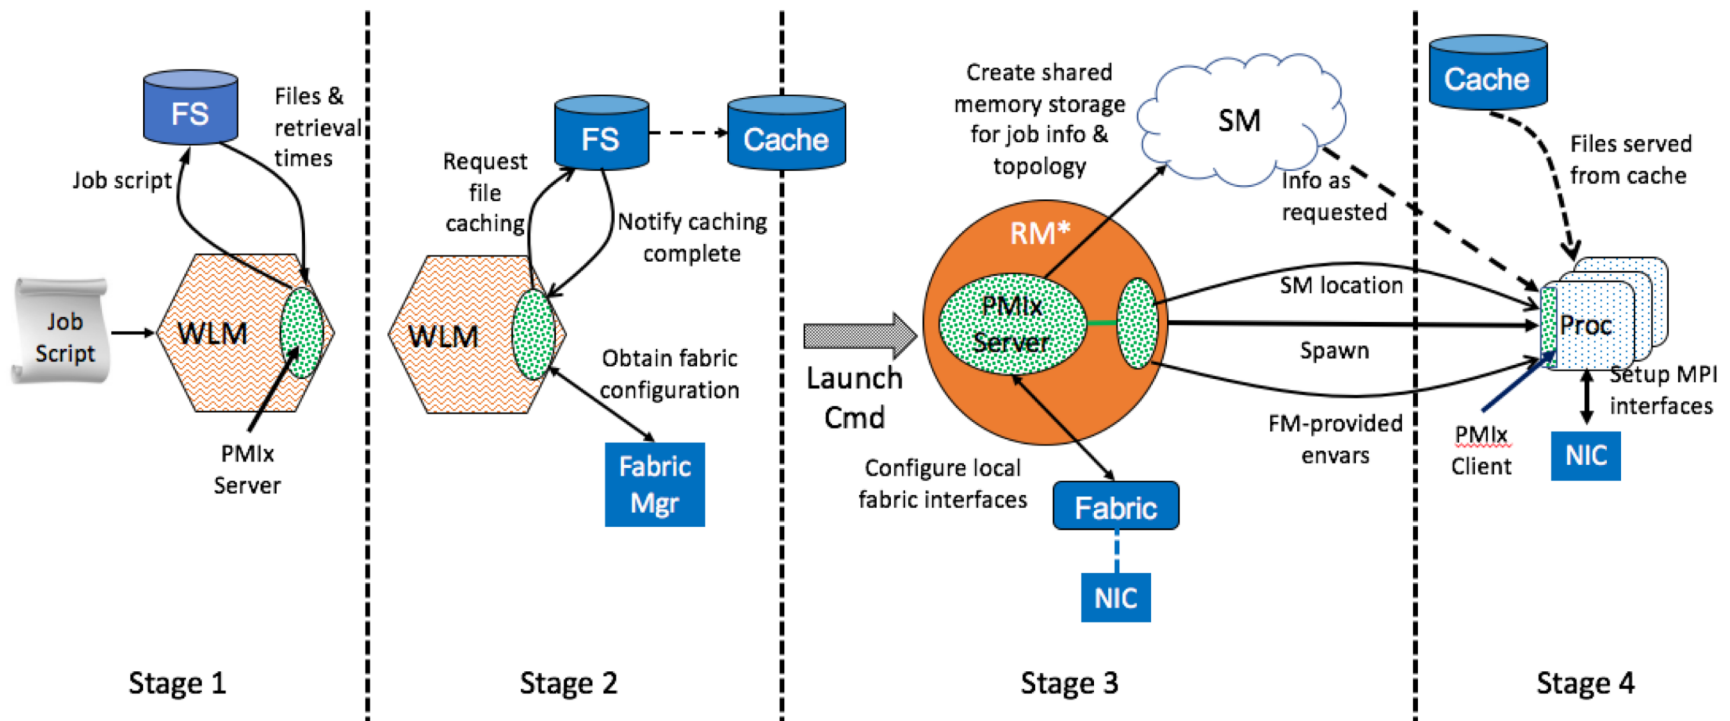 FS
Files &
retrieval
times
Job script
Job
Script
WLM
PMIx
Server
Stage 1
FS
Cache
Request
file
caching
Notify caching
complete
WLM
Obtain fabric
configuration
Fabric
Mgr
Stage 2
Create shared
memory storage
for job info &
topology
SM
Info as
requested
RM*
PMIx
Server
Launch
Cmd
SM location
Spawn
FM-provided
envars
Configure local
fabric interfaces
Fabric
NIC
Stage 3
Cache
Files served
from cache
Proc
Setup MPI
interfaces
PMIx
Client
NIC
Stage 4